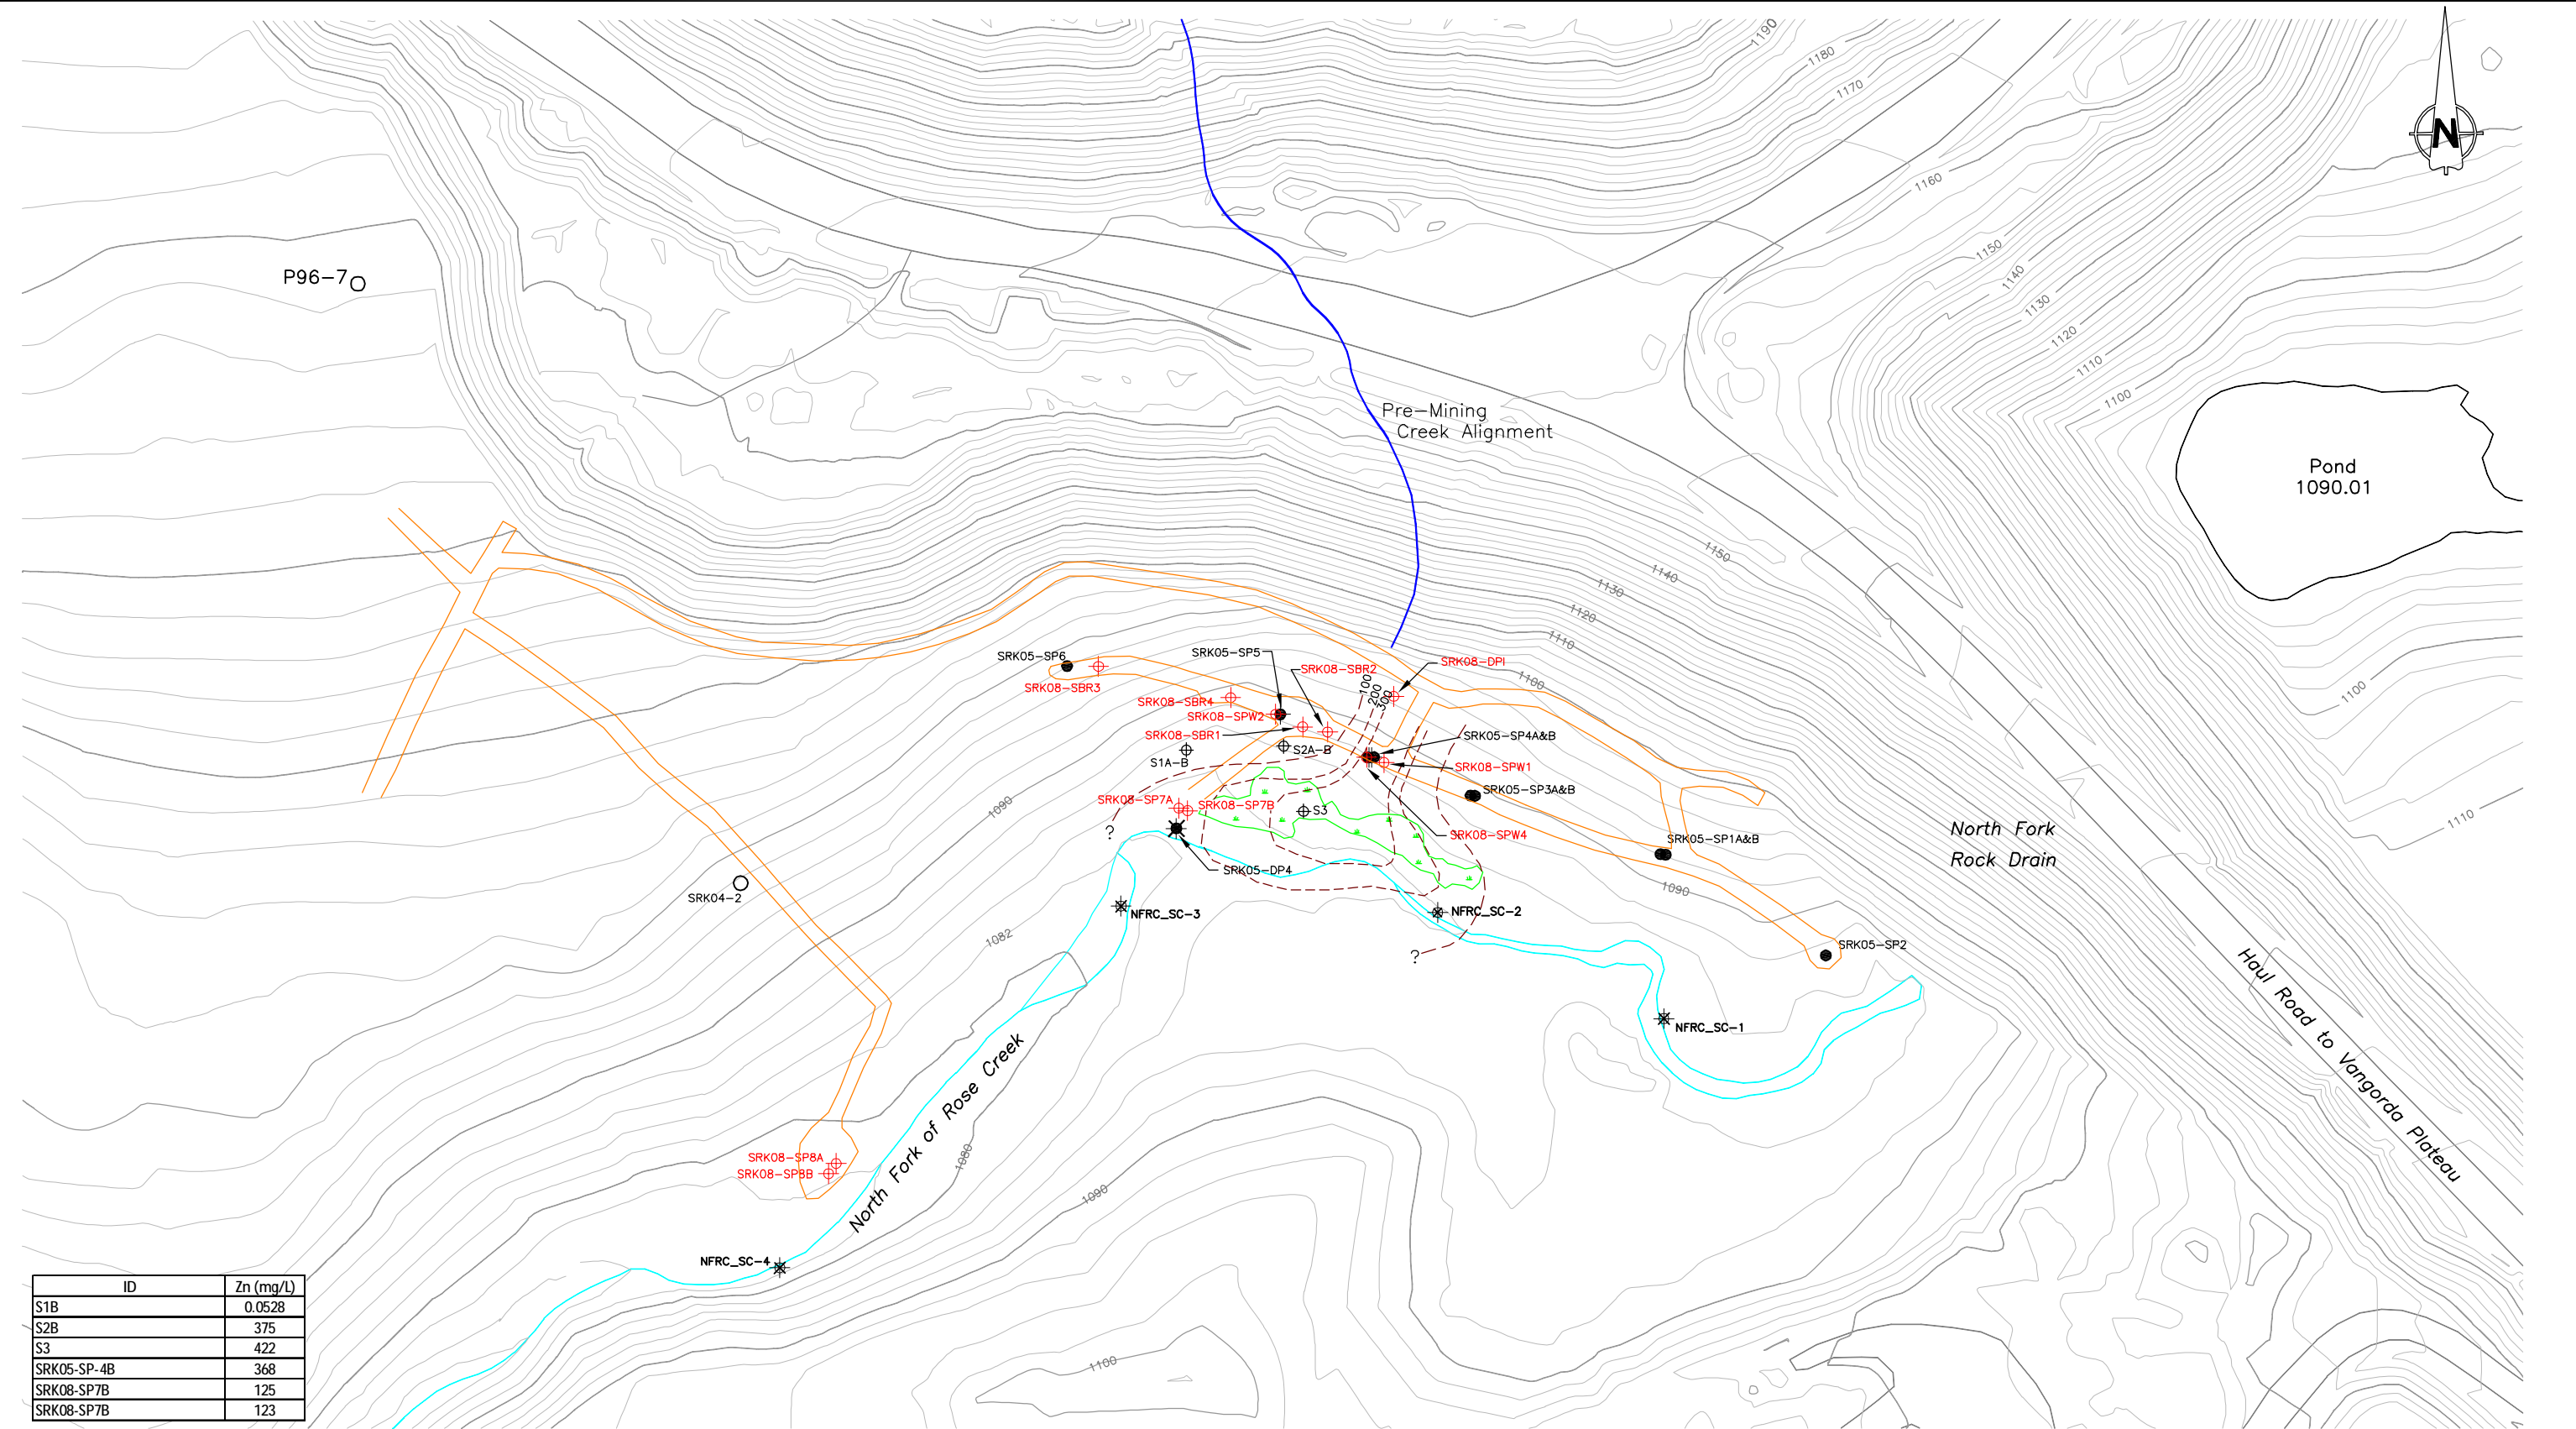 1190
1180
1170
N
1160
1150
1140
P96-7
1130
1120
1110
1100
Pre-Mining
Creek Alignment
Pond
1090.01
1150
1140
1130
1120
1110
1100
1100
SRK05-SP6
SRK05-SP5
SRK08-SBR2
SRK08-DPI
SRK08-SBR3
SRK08-SBR4
100
200
300
SRK08-SPW2
SRK08-SBR1
SRK05-SP4A&B
S2A-B
S1A-B
SRK08-SPW1
SRK05-SP3A&B
SRK08-SP7A
SRK08-SP7B
1090
S3
1110
?
SRK08-SPW4
SRK05-SP1A&B
North Fork
Rock Drain
SRK05-DP4
1090
SRK04-2
NFRC_SC-3
NFRC_SC-2
1082
SRK05-SP2
?
Haul Road to Vangorda Plateau
NFRC_SC-1
North Fork of Rose Creek
1080
SRK08-SP8A
SRK08-SP8B
1090
NFRC_SC-4
1100
ID Zn (mg/L)
S1B 0.0528
S2B 375
S3 422
SRK05-SP-4B 368
SRK08-SP7B 125
SRK08-SP7B 123